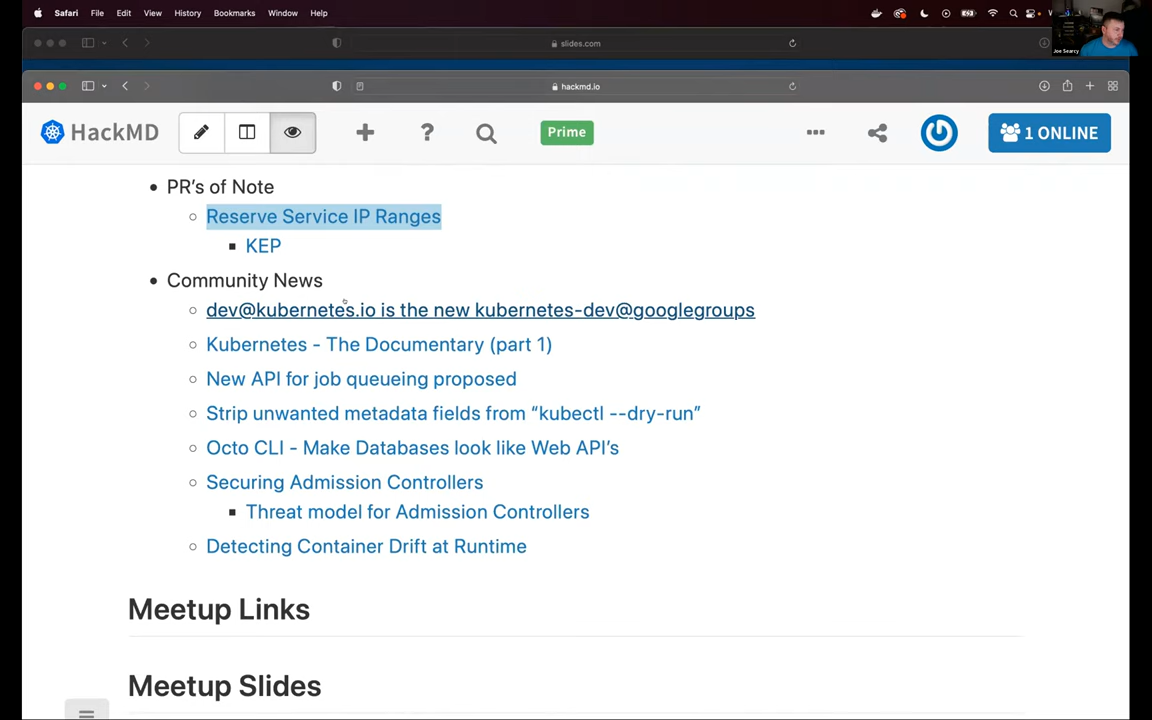 Safari File Edit View History Bookmarks Window Help
slides.com
Joe Searcy
hackmd.io
HackMD
Prime
1 ONLINE
PR's of Note
Reserve Service IP Ranges
KEP
Community News
dev@kubernetes.io is the new kubernetes-dev@googlegroups
Kubernetes - The Documentary (part 1)
New API for job queueing proposed
Strip unwanted metadata fields from “kubectl --dry-run”
Octo CLI - Make Databases look like Web API's
Securing Admission Controllers
Threat model for Admission Controllers
Detecting Container Drift at Runtime
Meetup Links
Meetup Slides